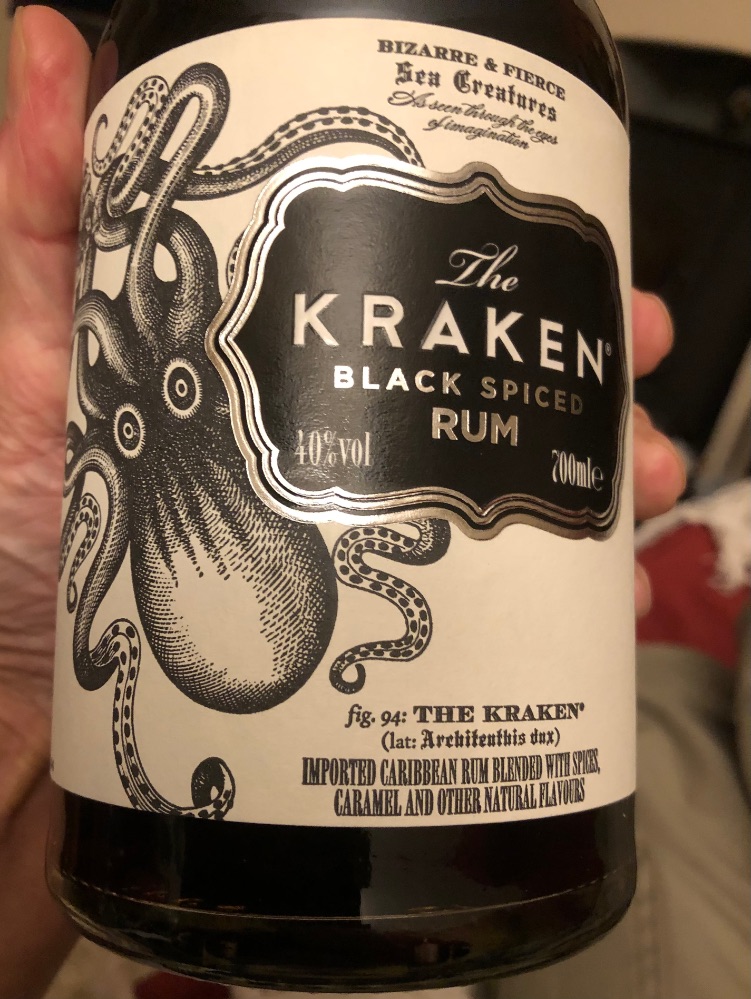 BIZARRE & FIERCE
Sea Creatures
As seen through the eyes
of imagination
The
KRAKEN®
BLACK SPICED
RUM
40%vol
700ml℮
fig. 94: THE KRAKEN®
(lat: Architeuthis dux)
IMPORTED CARIBBEAN RUM BLENDED WITH SPICES,
CARAMEL AND OTHER NATURAL FLAVOURS